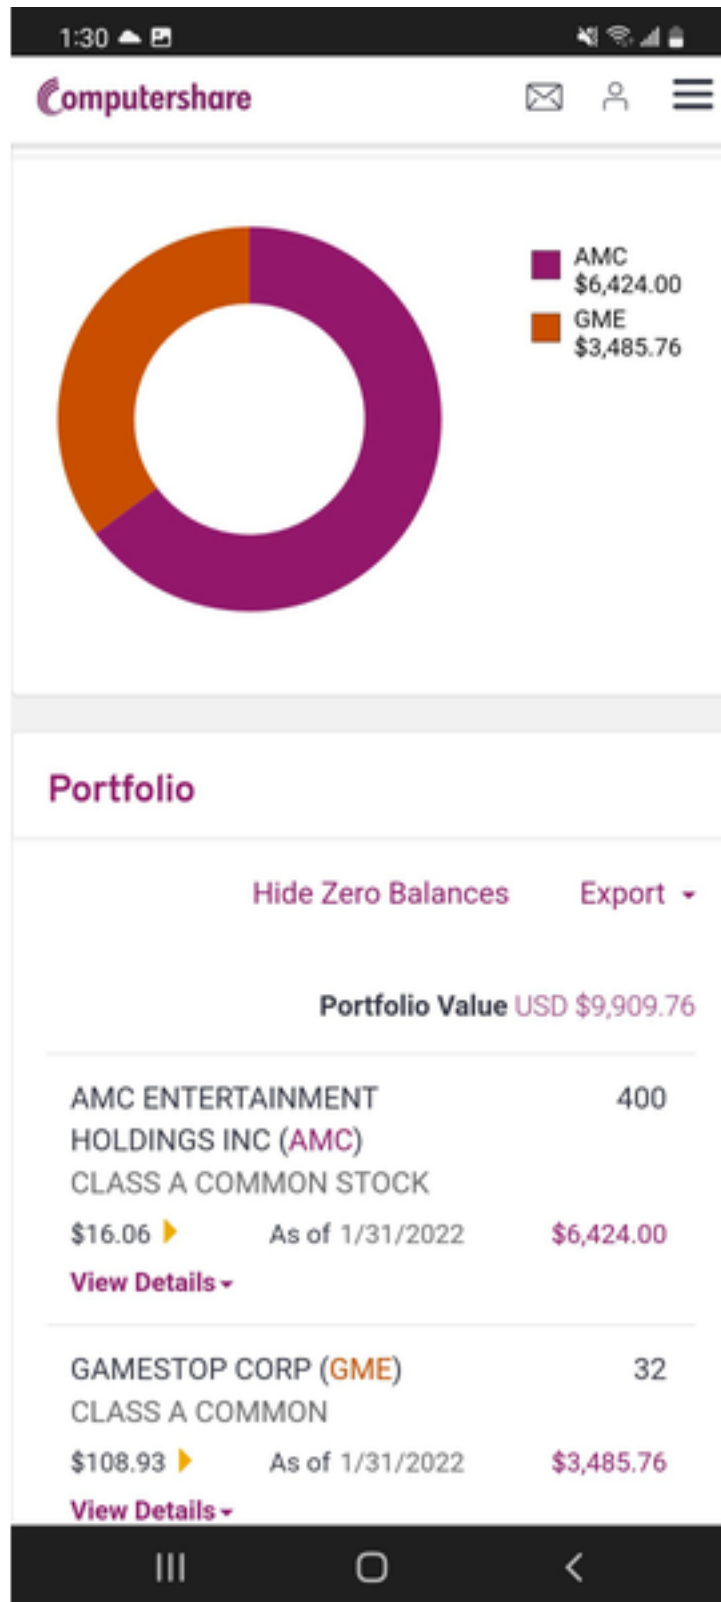 1:30
Computershare
AMC
$6,424.00
GME
$3,485.76
Portfolio
Hide Zero Balances Export
Portfolio Value USD $9,909.76
AMC ENTERTAINMENT 400
HOLDINGS INC (AMC)
CLASS A COMMON STOCK
$16.06 As of 1/31/2022 $6,424.00
View Details
GAMESTOP CORP (GME) 32
CLASS A COMMON
$108.93 As of 1/31/2022 $3,485.76
View Details